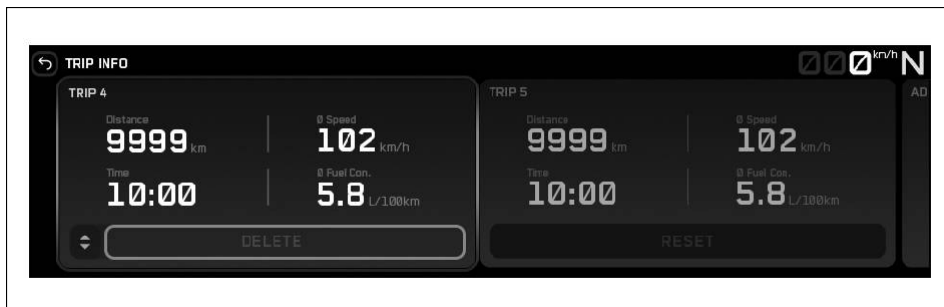 TRIP INFO
000 km/h N
TRIP 4
Distance
9999 km
Ø Speed
102 km/h
Time
10:00
Ø Fuel Con.
5.8 L/100km
DELETE
TRIP 5
Distance
9999 km
Ø Speed
102 km/h
Time
10:00
Ø Fuel Con.
5.8 L/100km
RESET
AD